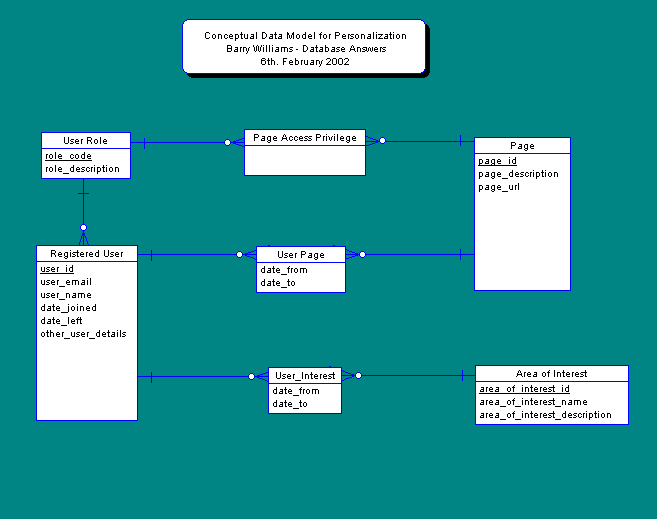 Conceptual Data Model for Personalization
Barry Williams - Database Answers
6th. February 2002
User Role
role_code
role_description
Page Access Privilege
Page
page_id
page_description
page_url
Registered User
user_id
user_email
user_name
date_joined
date_left
other_user_details
User Page
date_from
date_to
User_Interest
date_from
date_to
Area of Interest
area_of_interest_id
area_of_interest_name
area_of_interest_description